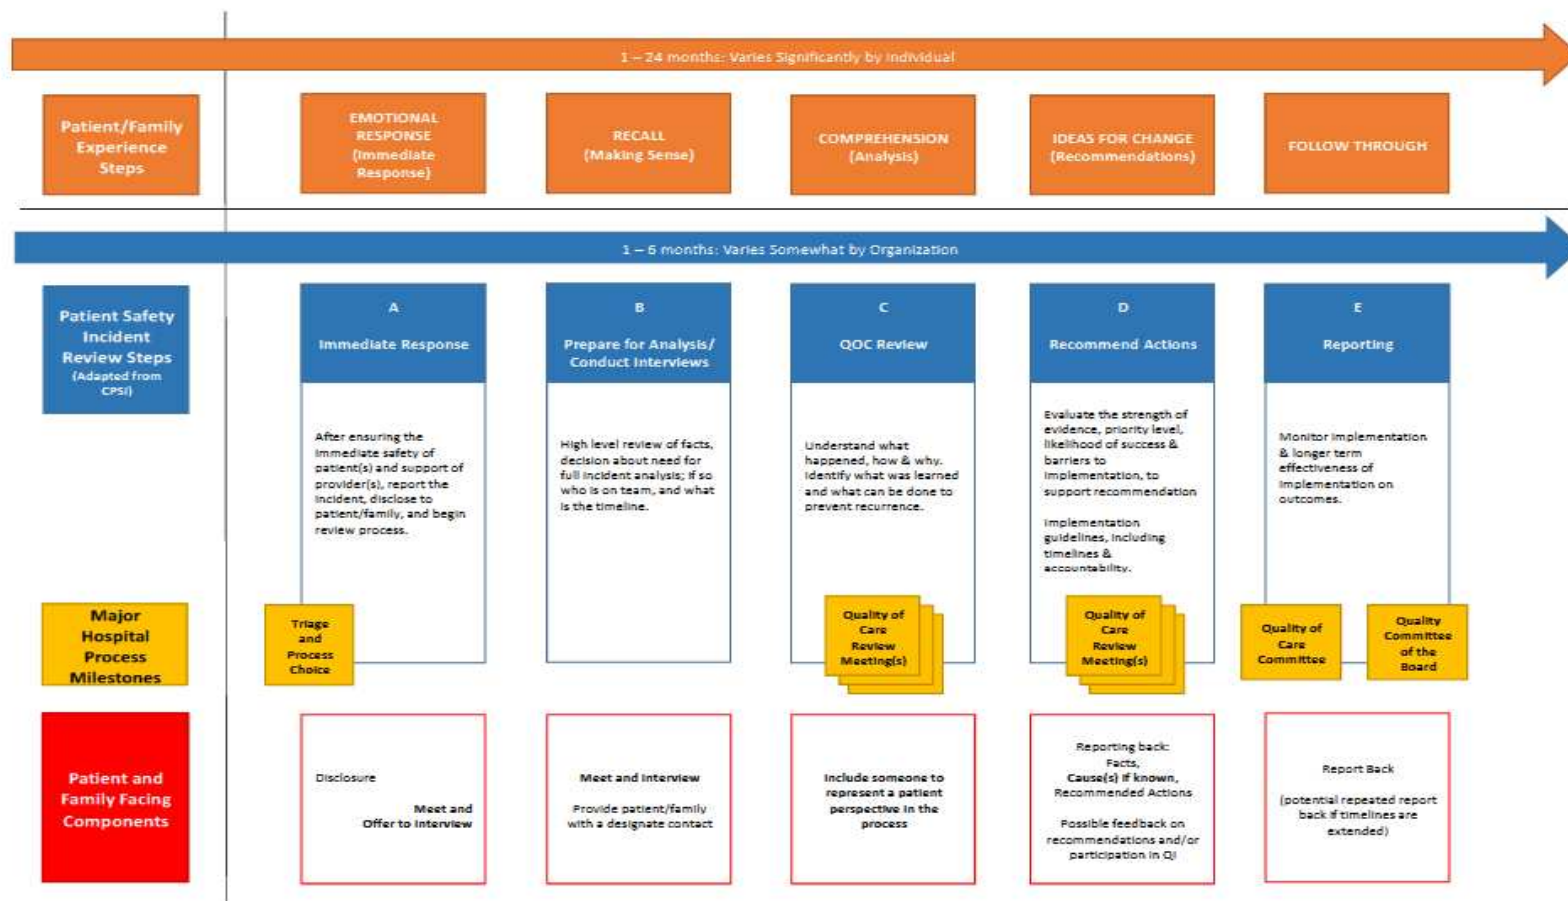 1 – 24 months: Varies Significantly by Individual
Patient/Family
Experience
Steps
EMOTIONAL
RESPONSE
(Immediate
Response)
RECALL
(Making Sense)
COMPREHENSION
(Analysis)
IDEAS FOR CHANGE
(Recommendations)
FOLLOW THROUGH
1 – 6 months: Varies Somewhat by Organization
Patient Safety
Incident
Review Steps
(Adapted from
CPSI)
A
Immediate Response
After ensuring the
immediate safety of
patient(s) and support of
provider(s), report the
incident, disclose to
patient/family, and begin
review process.
B
Prepare for Analysis/
Conduct Interviews
High level review of facts,
decision about need for
full incident analysis; if so
who is on team, and what
is the timeline.
C
QOC Review
Understand what
happened, how & why.
Identify what was learned
and what can be done to
prevent recurrence.
D
Recommend Actions
Evaluate the strength of
evidence, priority level,
likelihood of success &
barriers to
implementation, to
support recommendation
Implementation
guidelines, including
timelines &
accountability.
E
Reporting
Monitor implementation
& longer term
effectiveness of
implementation on
outcomes.
Major
Hospital
Process
Milestones
Triage
and
Process
Choice
Quality of
Care
Review
Meeting(s)
Quality of
Care
Review
Meeting(s)
Quality of
Care
Committee
Quality
Committee
of the
Board
Patient and
Family Facing
Components
Disclosure
Meet and
Offer to Interview
Meet and Interview
Provide patient/family
with a designate contact
Include someone to
represent a patient
perspective in the
process
Reporting back:
Facts,
Cause(s) if known,
Recommended Actions
Possible feedback on
recommendations and/or
participation in QI
Report Back
(potential repeated report
back if timelines are
extended)